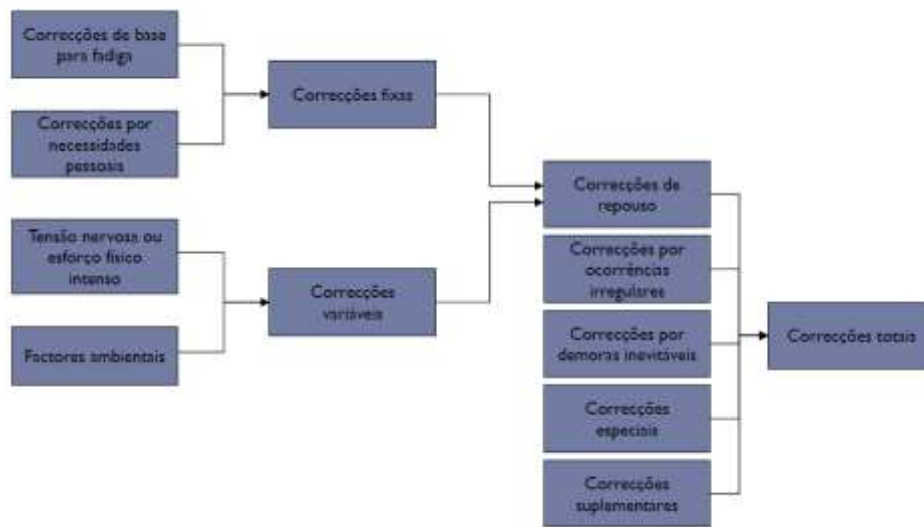 Correcções de base
para fadiga
Correcções por
necessidades
pessoais
Correcções fixas
Tensão nervosa ou
esforço físico
intenso
Factores ambientais
Correcções
variáveis
Correcções de
repouso
Correcções por
ocorrências
irregulares
Correcções por
demoras inevitáveis
Correcções
especiais
Correcções
suplementares
Correcções totais